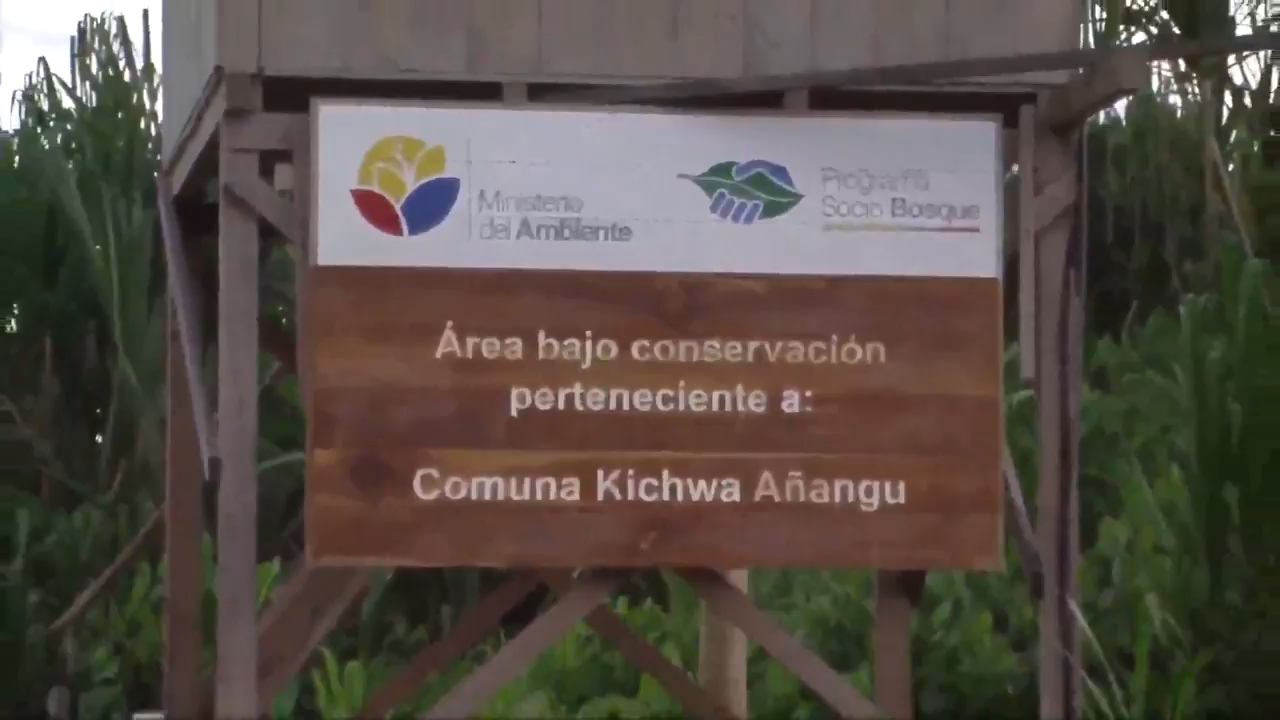 Ministerio
del Ambiente
Programa
Socio Bosque
Área bajo conservación
perteneciente a:
Comuna Kichwa Añangu